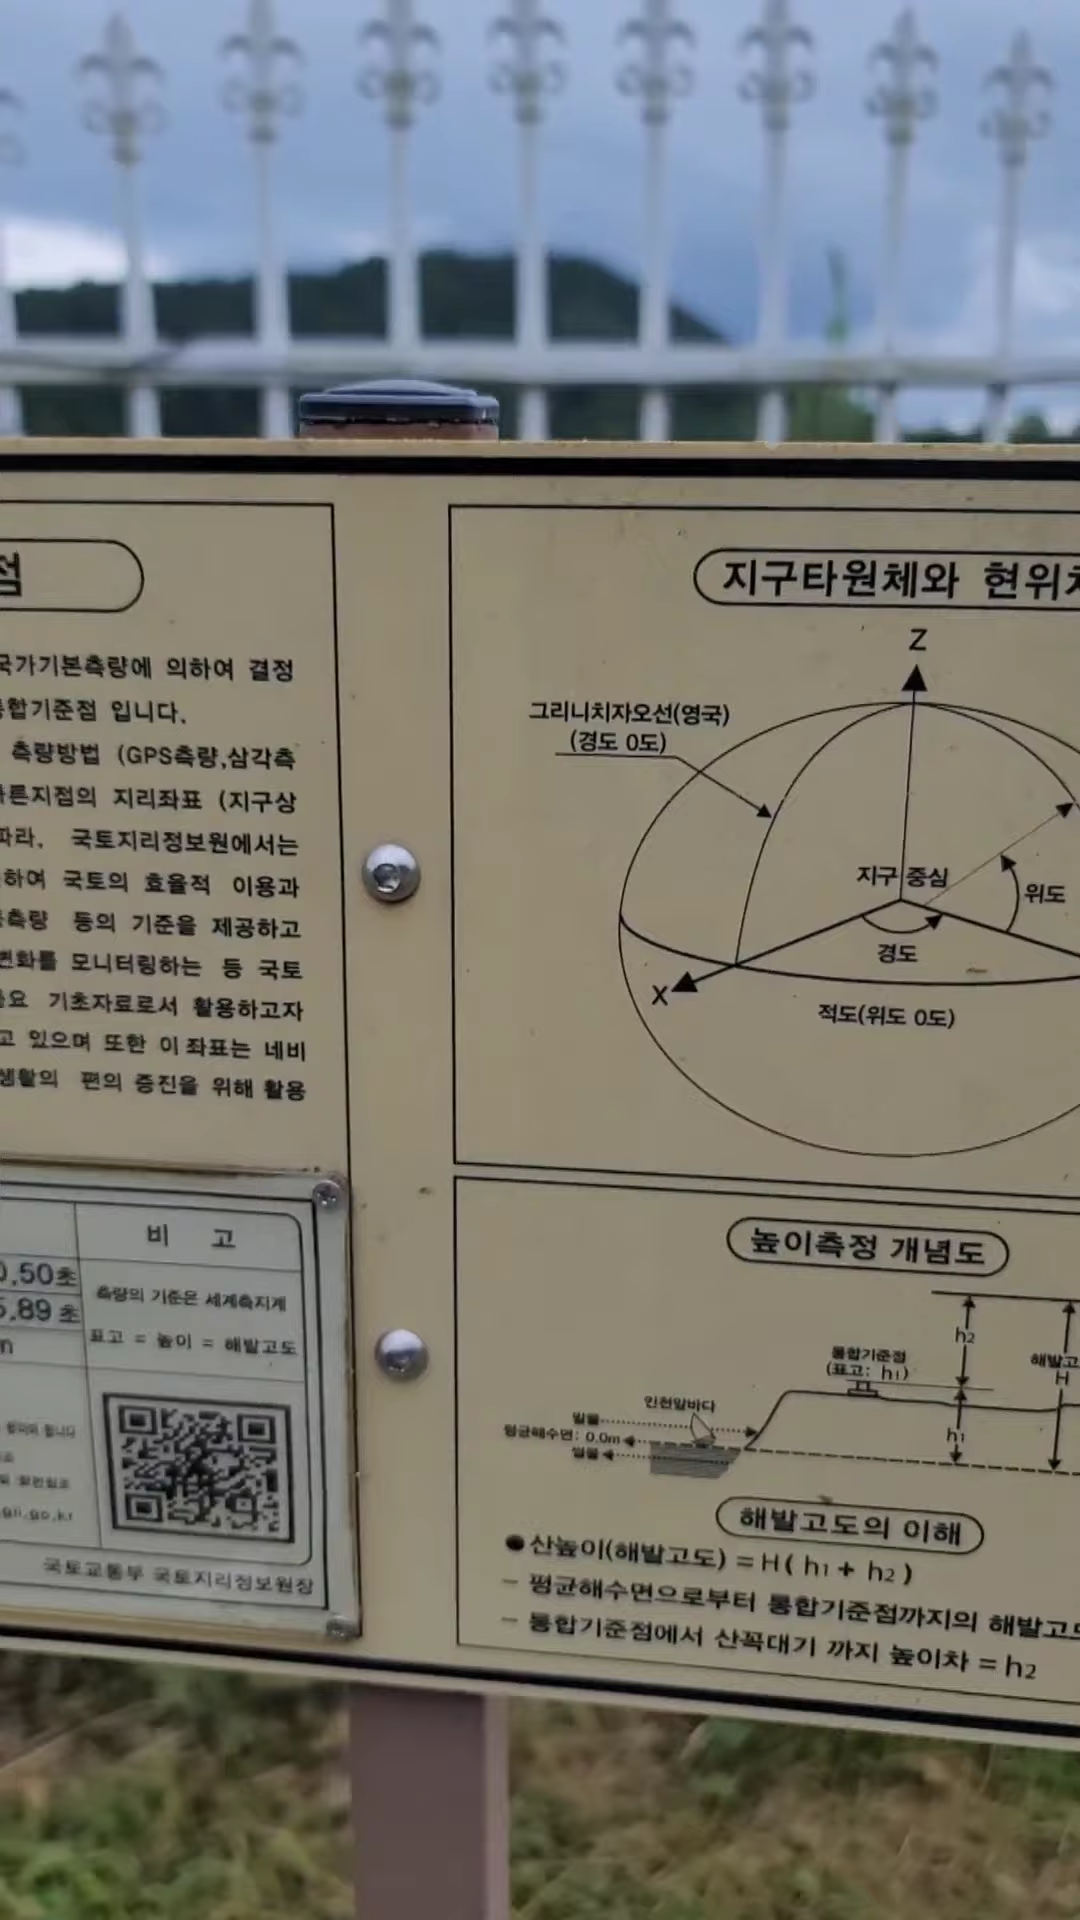 점
국가기본측량에 의하여 결정
통합기준점 입니다.
측량방법 (GPS측량,삼각측
다른지점의 지리좌표 (지구상
따라, 국토지리정보원에서는
하여 국토의 효율적 이용과
측량 등의 기준을 제공하고
변화를 모니터링하는 등 국토
기초자료로서 활용하고자
고 있으며 또한 이 좌표는 네비
생활의 편의 증진을 위해 활용
비 고
0,50초
5,89초
m
측량의 기준은 세계측지계
표고 = 높이 = 해발고도
국토교통부 국토지리정보원장
지구타원체와 현위치
Z
그리니치자오선(영국)
(경도 0도)
지구 중심
위도
경도
X
적도(위도 0도)
높이측정 개념도
h2
통합기준점
(표고: h1)
해발고
H
인천앞바다
밀물
평균해수면: 0.0m
썰물
h1
해발고도의 이해
● 산높이(해발고도) = H ( h1 + h2 )
- 평균해수면으로부터 통합기준점까지의 해발고도
- 통합기준점에서 산꼭대기 까지 높이차 = h2